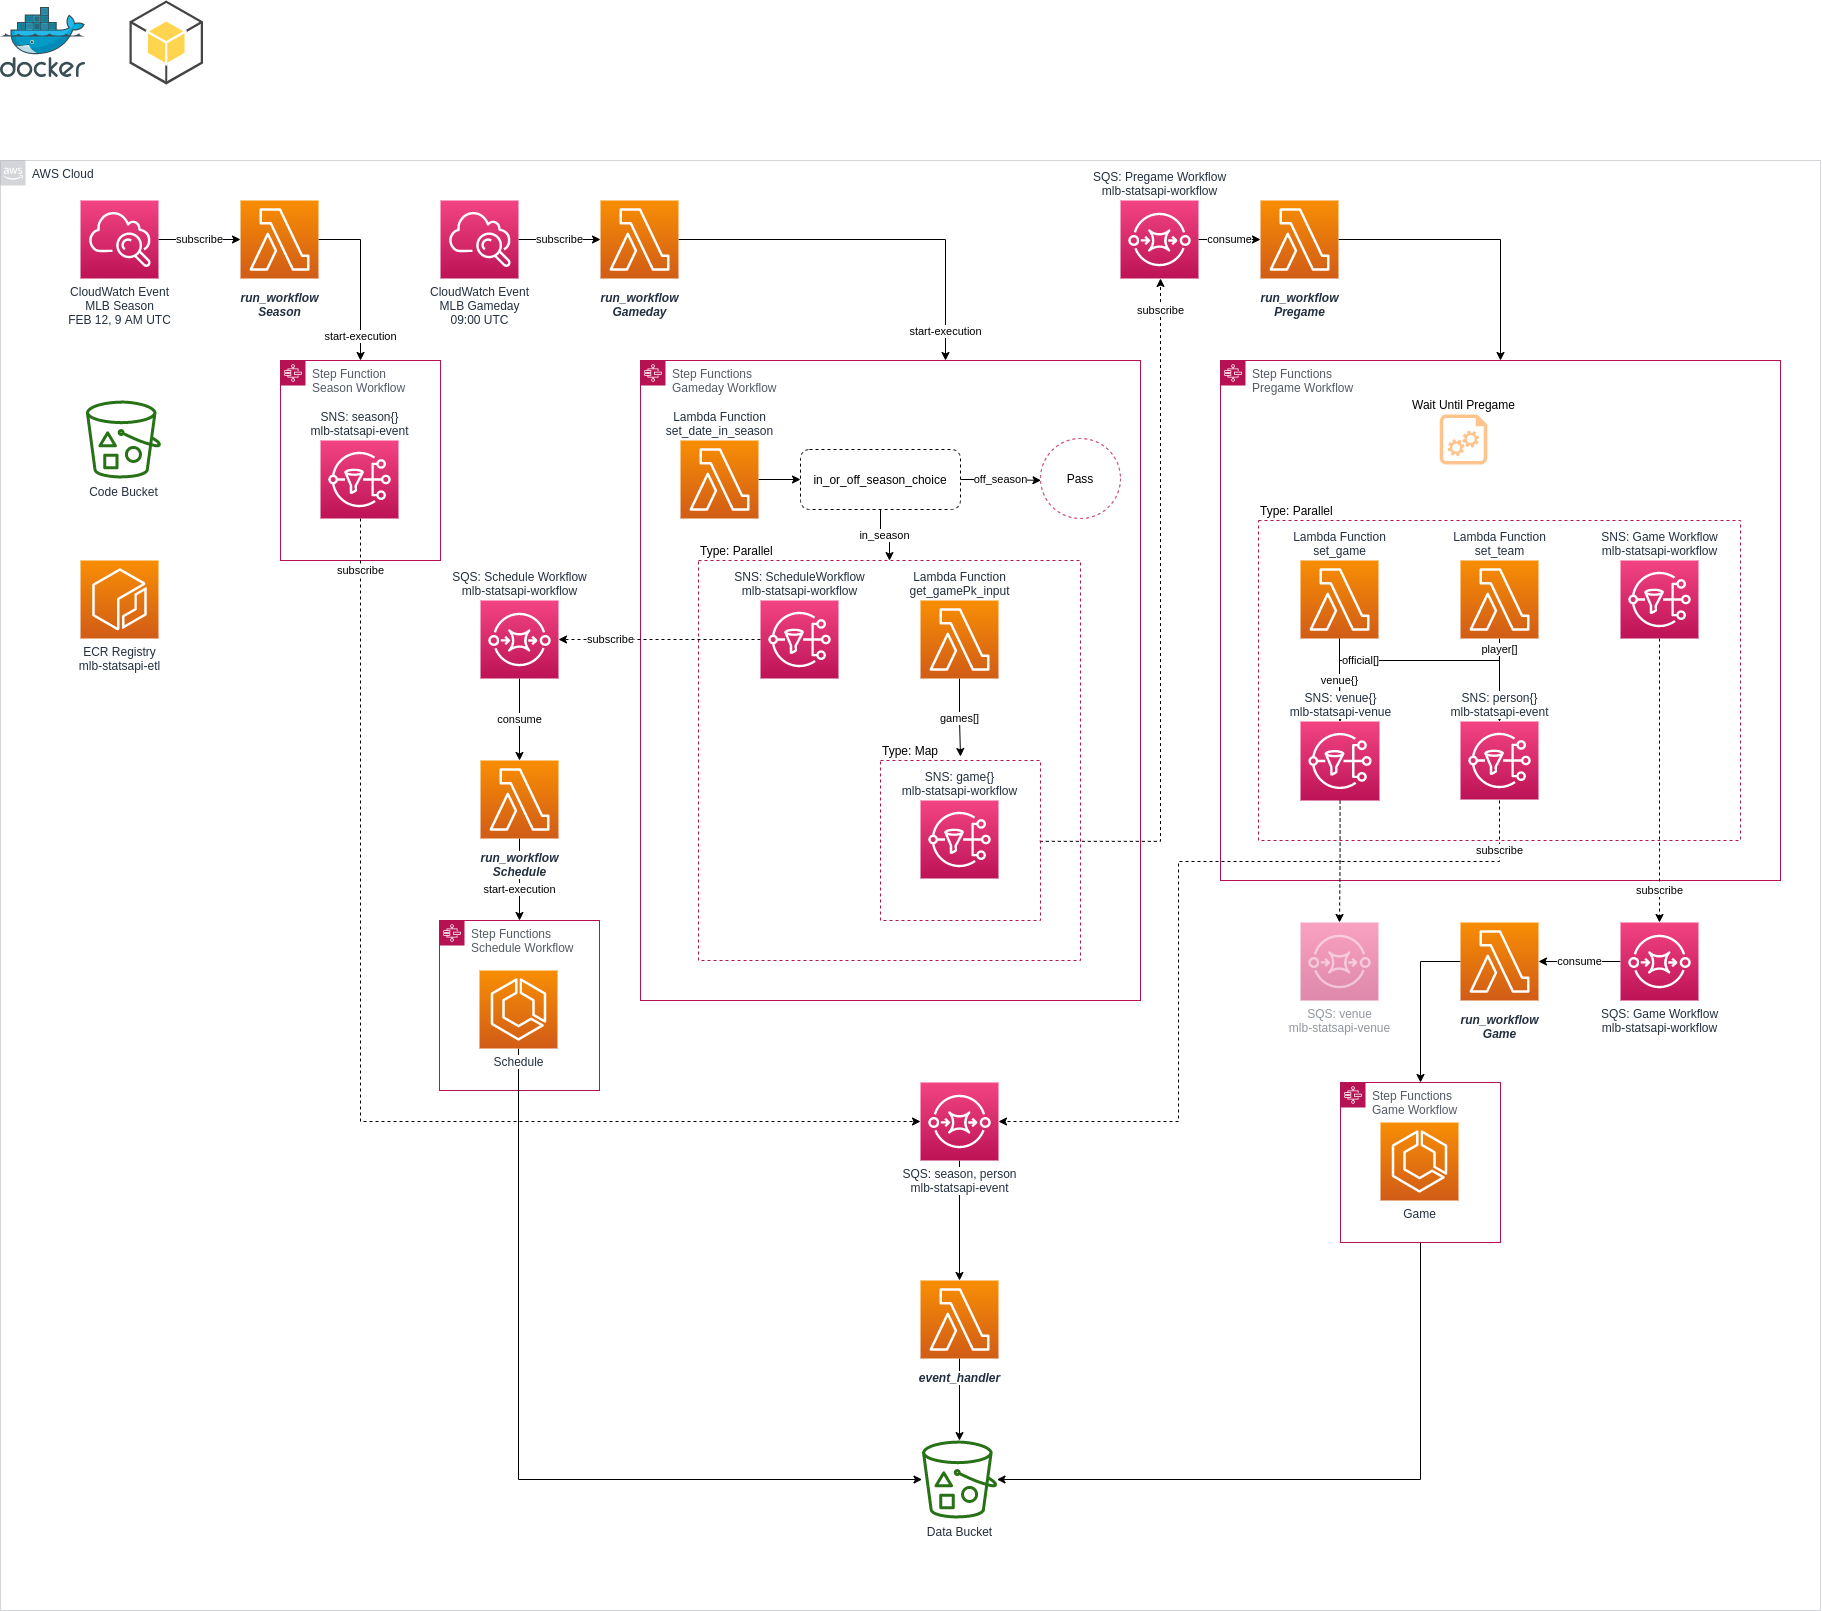 docker
aws
AWS Cloud
SQS: Pregame Workflow
mlb-statsapi-workflow
subscribe
subscribe
consume
CloudWatch Event
MLB Season
FEB 12, 9 AM UTC
run_workflow
Season
CloudWatch Event
MLB Gameday
09:00 UTC
run_workflow
Gameday
subscribe
run_workflow
Pregame
start-execution
start-execution
Step Function
Season Workflow
Step Functions
Gameday Workflow
Step Functions
Pregame Workflow
SNS: season{}
mlb-statsapi-event
Lambda Function
set_date_in_season
Wait Until Pregame
in_or_off_season_choice
off_season
Pass
Code Bucket
in_season
Type: Parallel
Type: Parallel
subscribe
Lambda Function
set_game
Lambda Function
set_team
SNS: Game Workflow
mlb-statsapi-workflow
SQS: Schedule Workflow
mlb-statsapi-workflow
SNS: ScheduleWorkflow
mlb-statsapi-workflow
Lambda Function
get_gamePk_input
subscribe
ECR Registry
mlb-statsapi-etl
player[]
official[]
venue{}
SNS: venue{}
mlb-statsapi-venue
SNS: person{}
mlb-statsapi-event
consume
games[]
Type: Map
SNS: game{}
mlb-statsapi-workflow
run_workflow
Schedule
start-execution
subscribe
subscribe
Step Functions
Schedule Workflow
consume
SQS: venue
mlb-statsapi-venue
run_workflow
Game
SQS: Game Workflow
mlb-statsapi-workflow
Schedule
Step Functions
Game Workflow
SQS: season, person
mlb-statsapi-event
Game
event_handler
Data Bucket